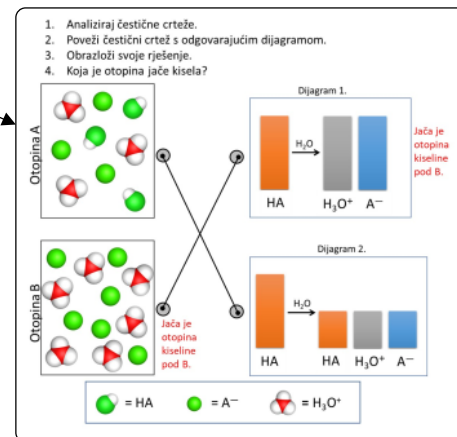 1. Analiziraj čestične crteže.
2. Poveži čestični crtež s odgovarajućim dijagramom.
3. Obrazloži svoje rješenje.
4. Koja je otopina jače kisela?
Otopina A
Dijagram 1.
H₂O
HA
H₃O⁺
A⁻
Jača je
otopina
kiseline
pod B.
Otopina B
Jača je
otopina
kiseline
pod B.
Dijagram 2.
H₂O
HA
HA
H₃O⁺
A⁻
= HA
= A⁻
= H₃O⁺